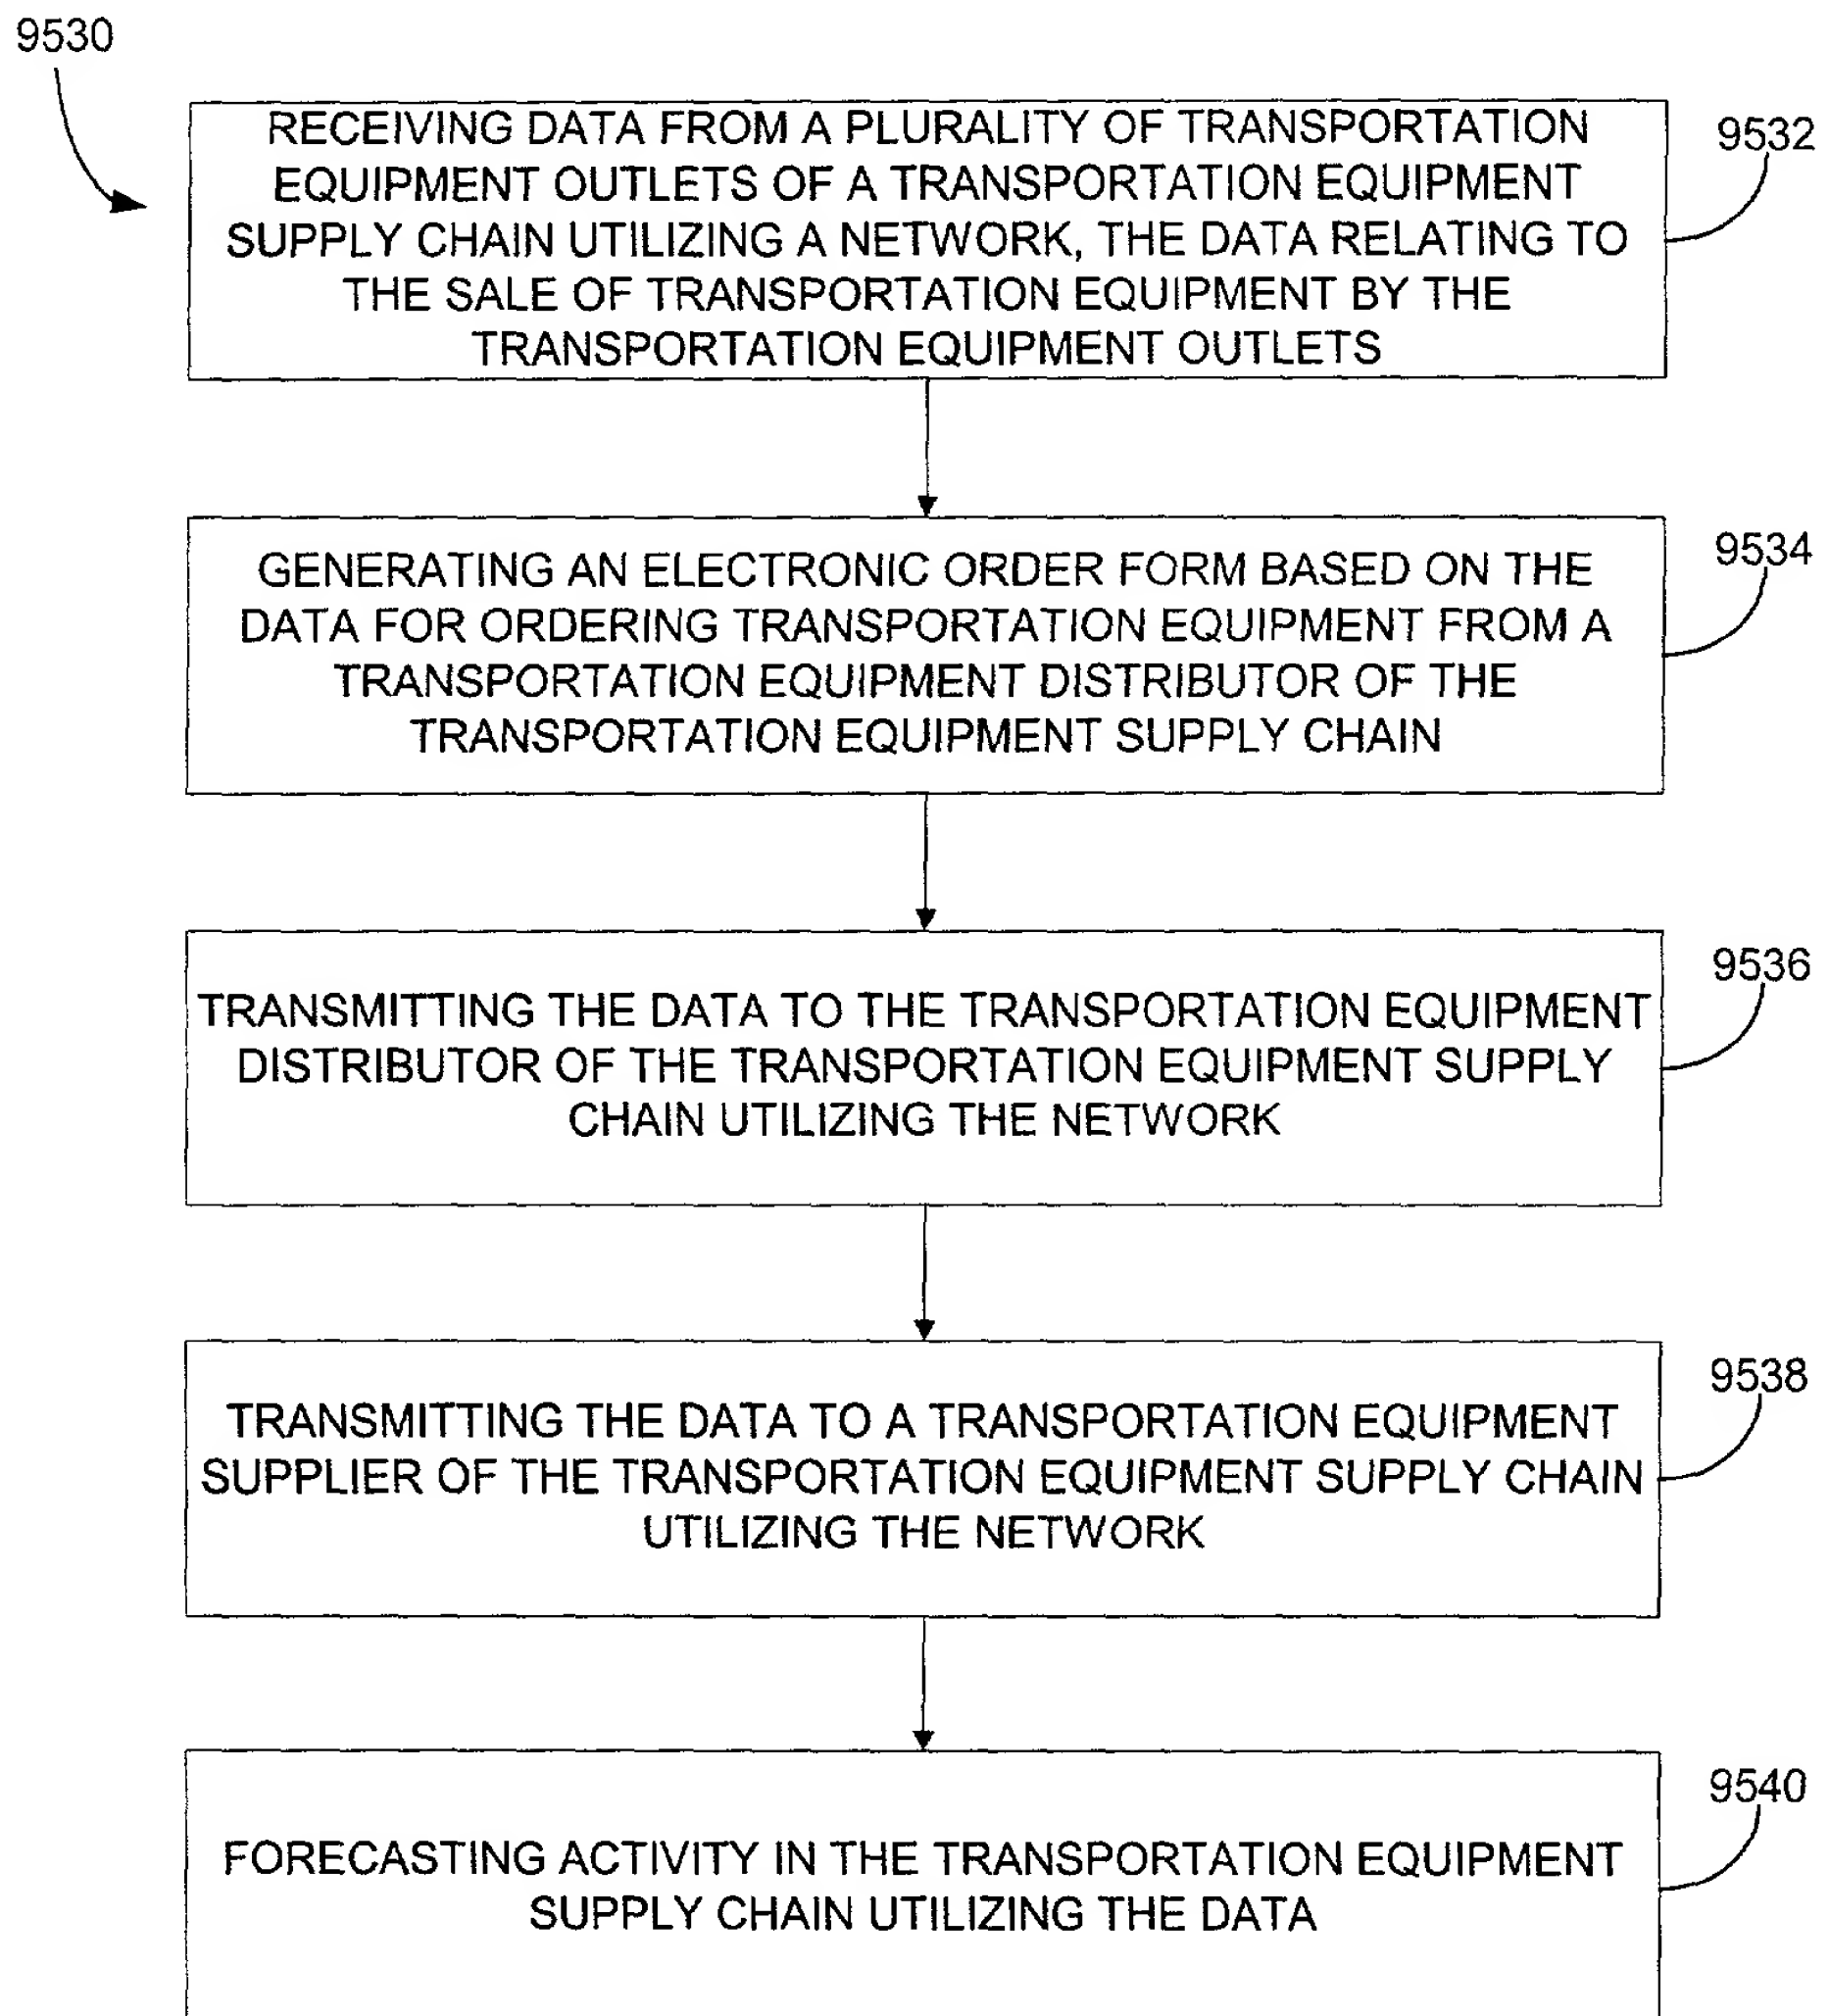 9530
RECEIVING DATA FROM A PLURALITY OF TRANSPORTATION
EQUIPMENT OUTLETS OF A TRANSPORTATION EQUIPMENT
SUPPLY CHAIN UTILIZING A NETWORK, THE DATA RELATING TO
THE SALE OF TRANSPORTATION EQUIPMENT BY THE
TRANSPORTATION EQUIPMENT OUTLETS
9532
GENERATING AN ELECTRONIC ORDER FORM BASED ON THE
DATA FOR ORDERING TRANSPORTATION EQUIPMENT FROM A
TRANSPORTATION EQUIPMENT DISTRIBUTOR OF THE
TRANSPORTATION EQUIPMENT SUPPLY CHAIN
9534
TRANSMITTING THE DATA TO THE TRANSPORTATION EQUIPMENT
DISTRIBUTOR OF THE TRANSPORTATION EQUIPMENT SUPPLY
CHAIN UTILIZING THE NETWORK
9536
TRANSMITTING THE DATA TO A TRANSPORTATION EQUIPMENT
SUPPLIER OF THE TRANSPORTATION EQUIPMENT SUPPLY CHAIN
UTILIZING THE NETWORK
9538
FORECASTING ACTIVITY IN THE TRANSPORTATION EQUIPMENT
SUPPLY CHAIN UTILIZING THE DATA
9540